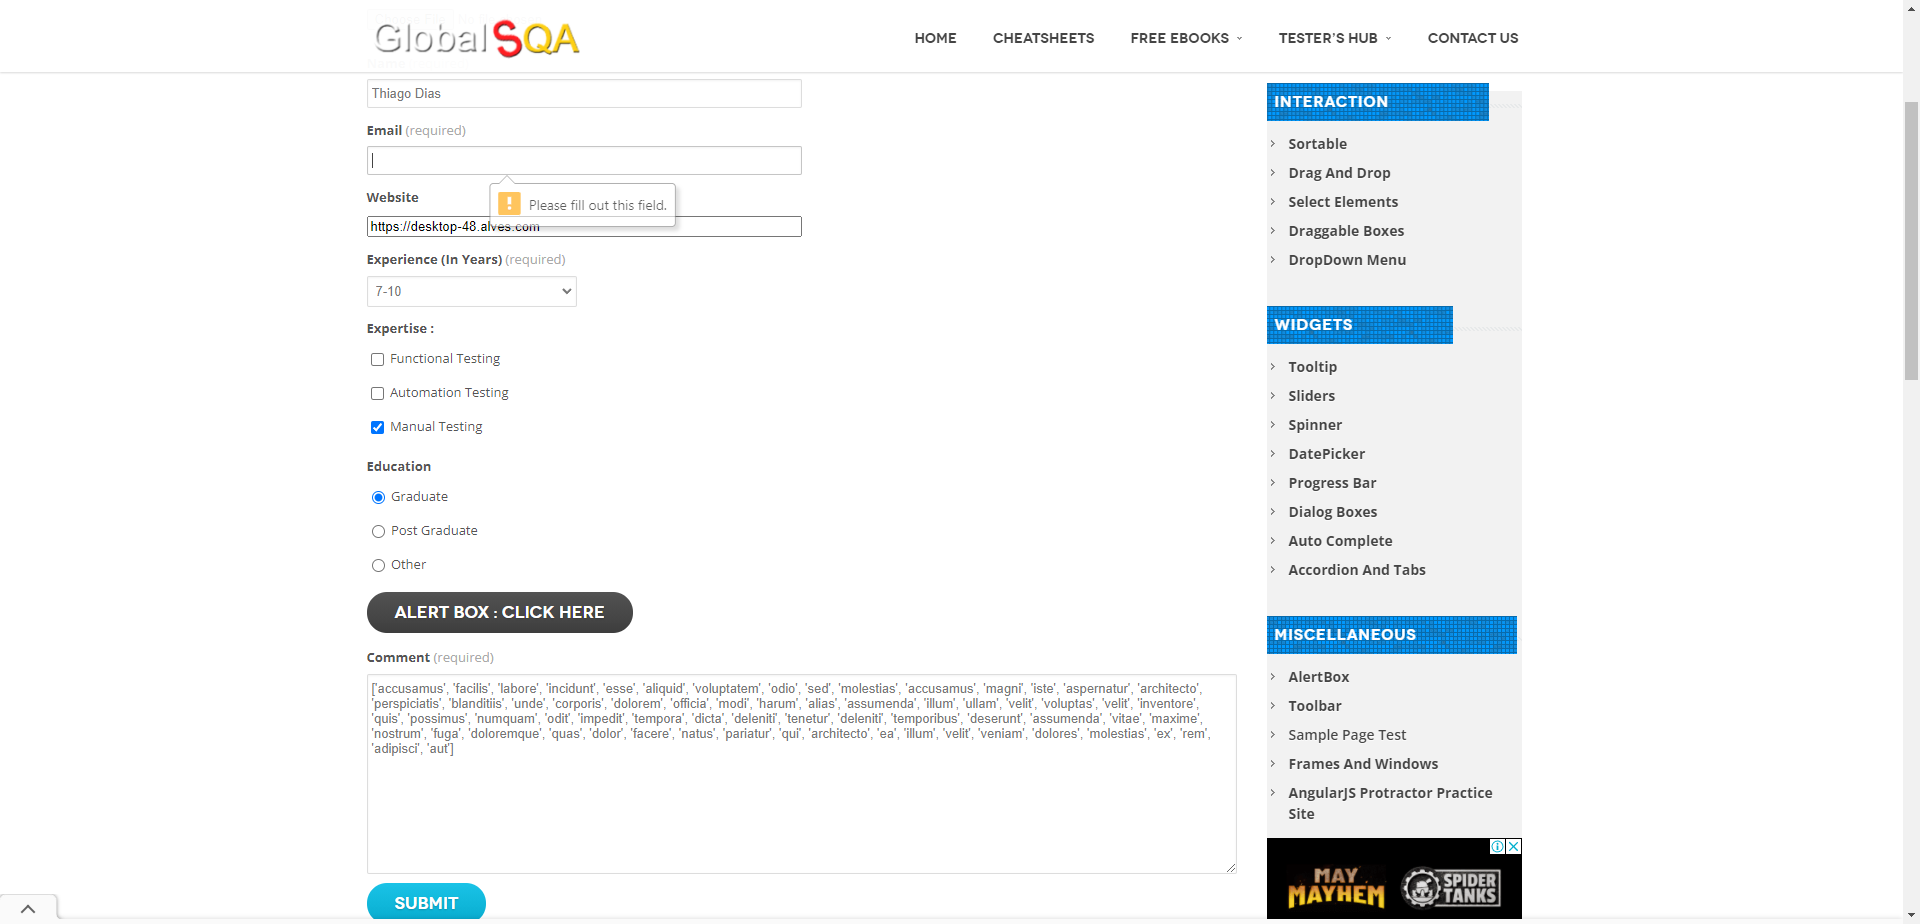 GlobalSQA
HOME
CHEATSHEETS
FREE EBOOKS
TESTER'S HUB
CONTACT US
Thiago Dias
Email (required)
Website
Please fill out this field.
https://desktop-48.alves.com
Experience (In Years) (required)
7-10
Expertise :
Functional Testing
Automation Testing
Manual Testing
Education
Graduate
Post Graduate
Other
ALERT BOX : CLICK HERE
Comment (required)
['accusamus', 'facilis', 'labore', 'incidunt', 'esse', 'aliquid', 'voluptatem', 'odio', 'sed', 'molestias', 'accusamus', 'magni', 'iste', 'aspernatur', 'architecto',
'perspiciatis', 'blanditiis', 'unde', 'corporis', 'dolorem', 'officia', 'modi', 'harum', 'alias', 'assumenda', 'illum', 'ullam', 'velit', 'voluptas', 'velit', 'inventore',
'quis', 'possimus', 'numquam', 'odit', 'impedit', 'tempora', 'dicta', 'deleniti', 'tenetur', 'deleniti', 'temporibus', 'deserunt', 'assumenda', 'vitae', 'maxime',
'nostrum', 'fuga', 'doloremque', 'quas', 'dolor', 'facere', 'natus', 'pariatur', 'qui', 'architecto', 'ea', 'illum', 'velit', 'veniam', 'dolores', 'molestias', 'ex', 'rem',
'adipisci', 'aut']
SUBMIT
INTERACTION
Sortable
Drag And Drop
Select Elements
Draggable Boxes
DropDown Menu
WIDGETS
Tooltip
Sliders
Spinner
DatePicker
Progress Bar
Dialog Boxes
Auto Complete
Accordion And Tabs
MISCELLANEOUS
AlertBox
Toolbar
Sample Page Test
Frames And Windows
AngularJS Protractor Practice
Site
MAY
MAYHEM
SPIDER
TANKS